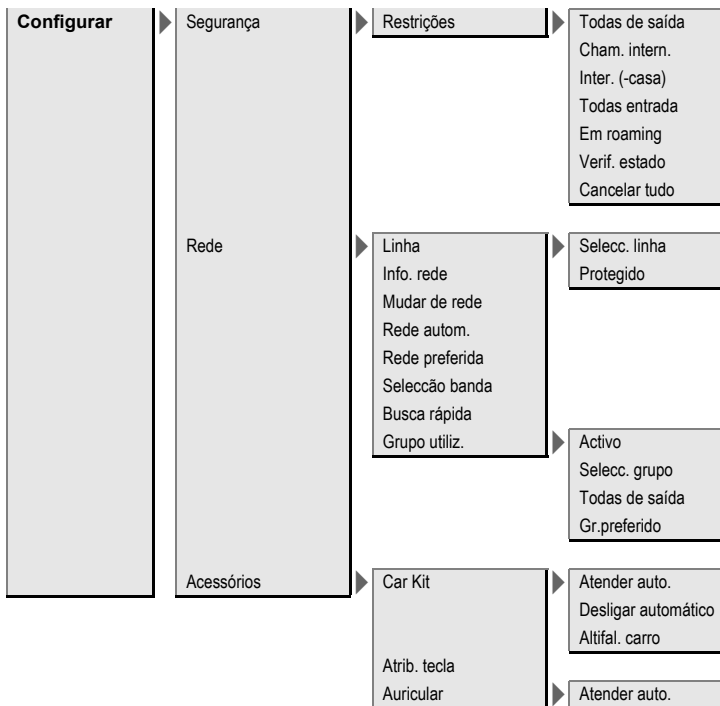 Configurar
Segurança
Restrições
Todas de saída
Cham. intern.
Inter. (-casa)
Todas entrada
Em roaming
Verif. estado
Cancelar tudo
Rede
Linha
Selecc. linha
Protegido
Info. rede
Mudar de rede
Rede autom.
Rede preferida
Seleccão banda
Busca rápida
Grupo utiliz.
Activo
Selecc. grupo
Todas de saída
Gr.preferido
Acessórios
Car Kit
Atender auto.
Desligar automático
Altifal. carro
Atrib. tecla
Auricular
Atender auto.